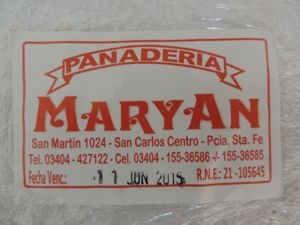 PANADERIA
MARYAN
San Martín 1024 - San Carlos Centro - Pcia. Sta. Fe
Tel. 03404 - 427122 - Cel. 03404 - 155-36586 -/- 155-36585
Fecha Venc.: 11 JUN 2015 R.N.E.: 21 -105645